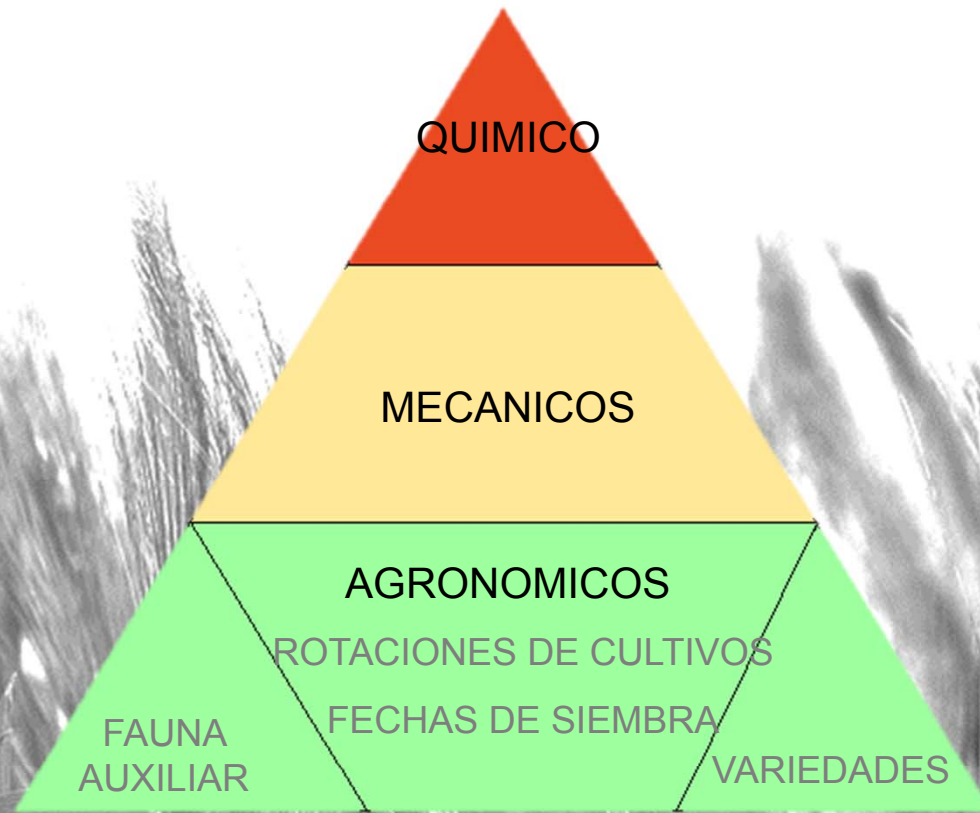 QUIMICO
MECANICOS
AGRONOMICOS
ROTACIONES DE CULTIVOS
FECHAS DE SIEMBRA
FAUNA
AUXILIAR
VARIEDADES